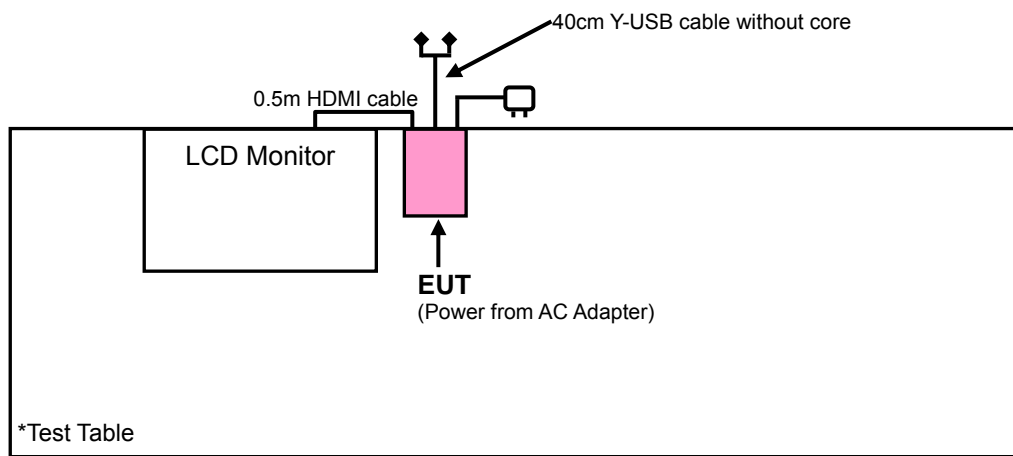 40cm Y-USB cable without core
0.5m HDMI cable
LCD Monitor
EUT
(Power from AC Adapter)
*Test Table